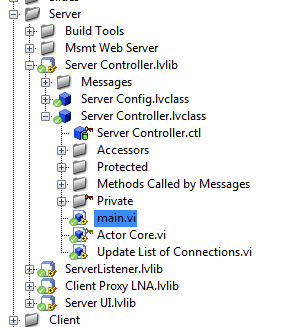 Server
Build Tools
Msmt Web Server
Server Controller.lvlib
Messages
Server Config.lvclass
Server Controller.lvclass
Server Controller.ctl
Accessors
Protected
Methods Called by Messages
Private
main.vi
Actor Core.vi
Update List of Connections.vi
ServerListener.lvlib
Client Proxy LNA.lvlib
Server UI.lvlib
Client